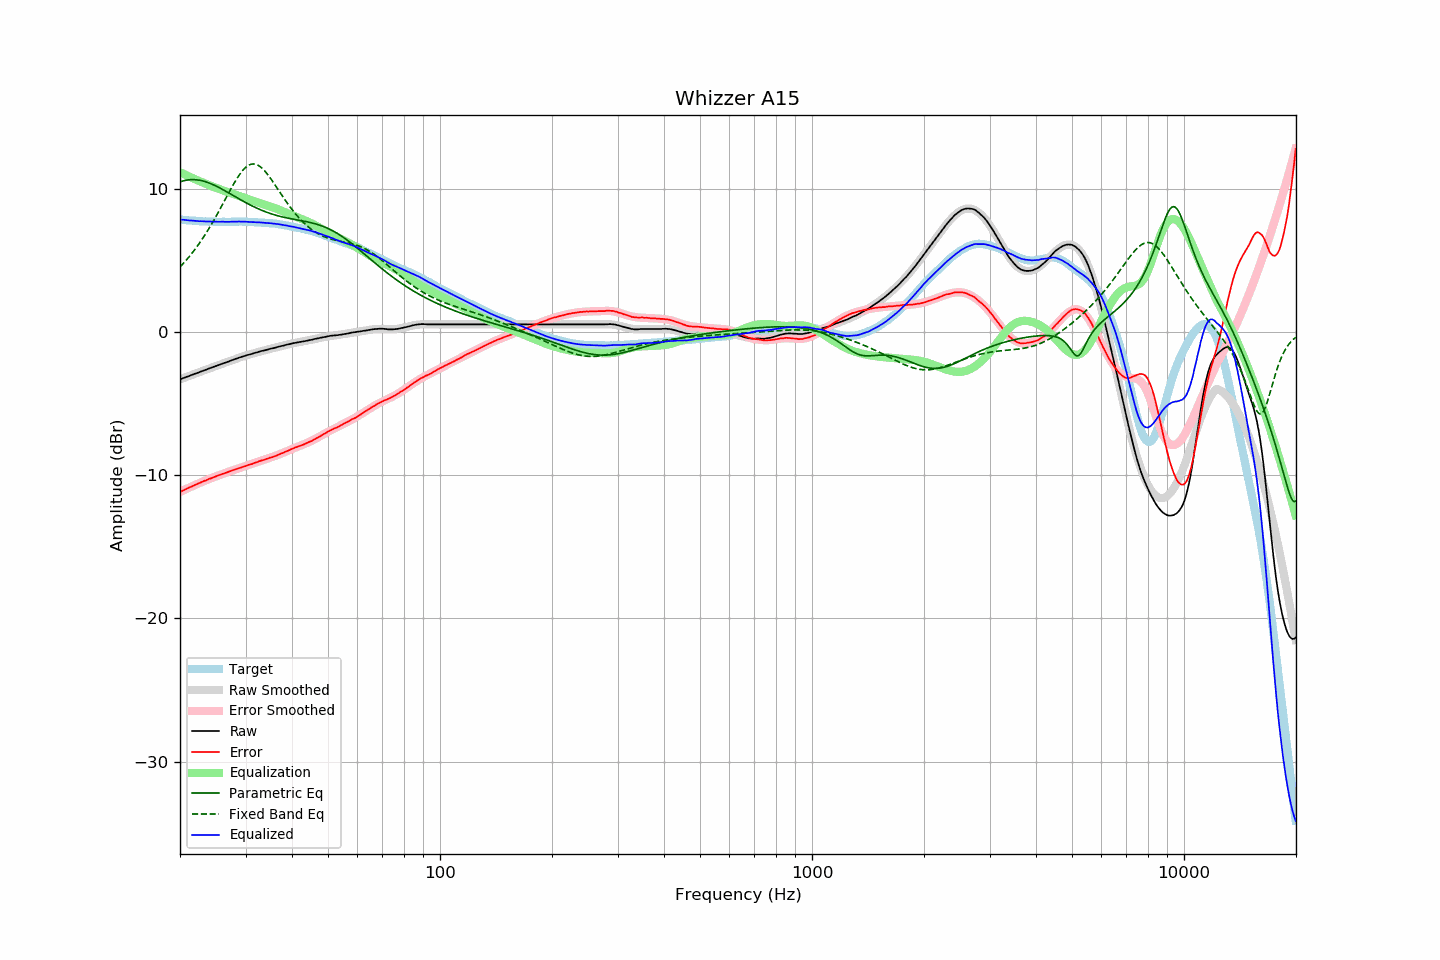 Whizzer A15
Amplitude (dBr)
10
0
−10
−20
−30
Target
Raw Smoothed
Error Smoothed
Raw
Error
Equalization
Parametric Eq
Fixed Band Eq
Equalized
100
1000
10000
Frequency (Hz)